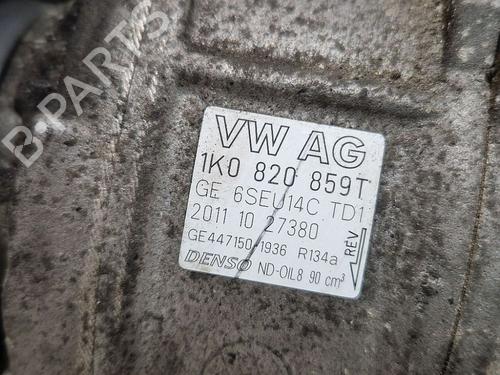 B-PARTS
VW AG
1K0 820 859T
GE 6SEU14C TD1
2011 10 27380
GE447150-1936 R134a
DENSO ND-OIL8 90 cm³
REV